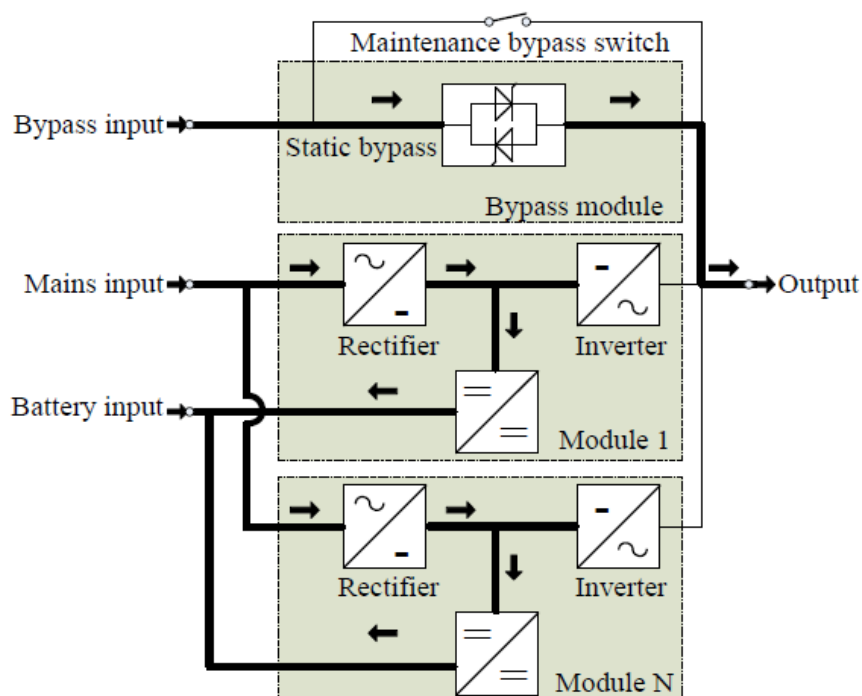 Maintenance bypass switch
Bypass input
Static bypass
Bypass module
Mains input
Rectifier
Inverter
Output
Battery input
Module 1
Rectifier
Inverter
Module N